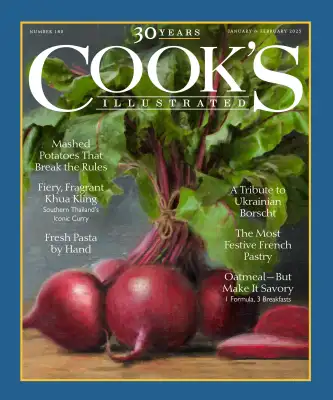 NUMBER 180
30 YEARS
JANUARY & FEBRUARY 2023
COOK'S
ILLUSTRATED
Mashed
Potatoes That
Break the Rules
Fiery, Fragrant
Khua Kling
Southern Thailand's
Iconic Curry
Fresh Pasta
by Hand
A Tribute to
Ukrainian
Borscht
The Most
Festive French
Pastry
Oatmeal—But
Make It Savory
1 Formula, 3 Breakfasts